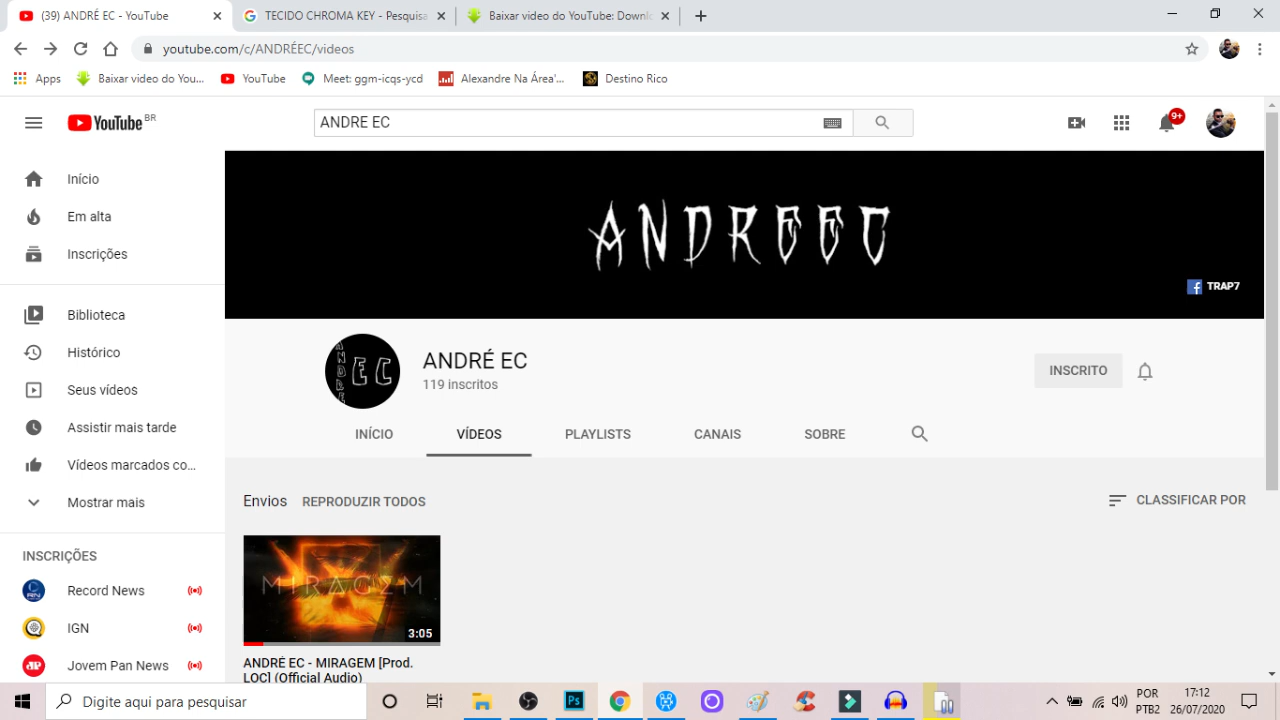 (39) ANDRÉ EC - YouTube
TECIDO CHROMA KEY - Pesquisa
Baixar video do YouTube: Downl
youtube.com/c/ANDRÉEC/videos
Apps
Baixar video do You...
YouTube
Meet: ggm-icqs-ycd
Alexandre Na Área'...
Destino Rico
YouTube BR
ANDRE EC
9+
Início
Em alta
Inscrições
Biblioteca
Histórico
Seus vídeos
Assistir mais tarde
Vídeos marcados co...
Mostrar mais
INSCRIÇÕES
Record News
IGN
Jovem Pan News
ANDREEC
TRAP7
ANDRE EC
ANDRÉ EC
119 inscritos
INSCRITO
INÍCIO
VÍDEOS
PLAYLISTS
CANAIS
SOBRE
Envios
REPRODUZIR TODOS
CLASSIFICAR POR
MIRAGEM
3:05
ANDRÉ EC - MIRAGEM [Prod.
LOC] (Official Audio)
Digite aqui para pesquisar
Ps
POR
PTB2
17:12
26/07/2020